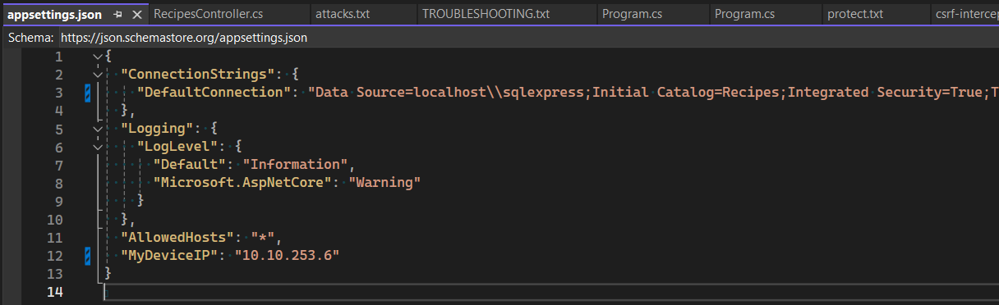 appsettings.json RecipesController.cs attacks.txt TROUBLESHOOTING.txt Program.cs Program.cs protect.txt csrf-intercep
Schema: https://json.schemastore.org/appsettings.json
1 {
2 "ConnectionStrings": {
3 "DefaultConnection": "Data Source=localhost\\sqlexpress;Initial Catalog=Recipes;Integrated Security=True;T
4 },
5 "Logging": {
6 "LogLevel": {
7 "Default": "Information",
8 "Microsoft.AspNetCore": "Warning"
9 }
10 },
11 "AllowedHosts": "*",
12 "MyDeviceIP": "10.10.253.6"
13 }
14